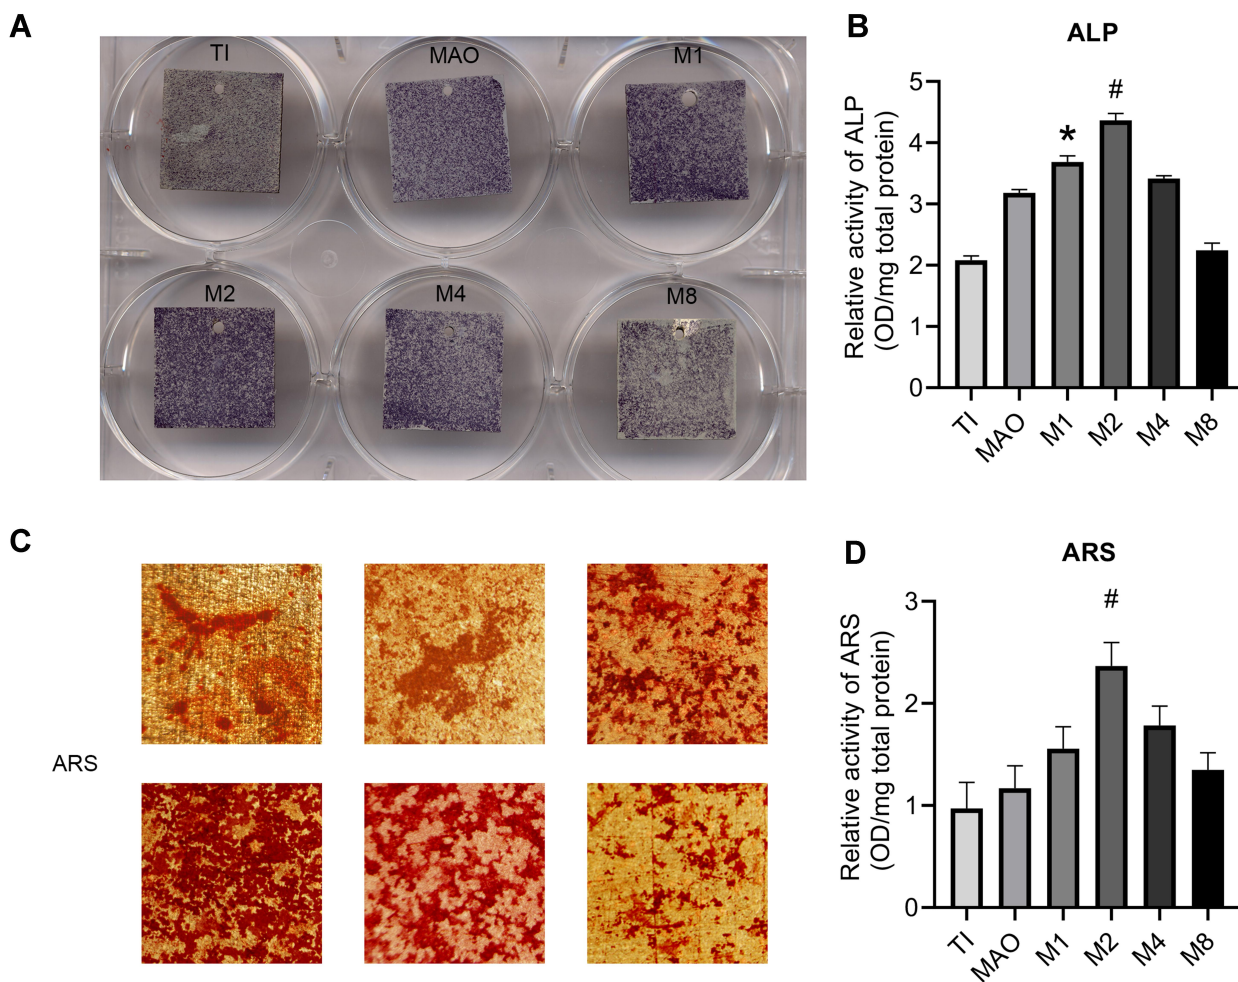 A
TI
MAO
M1
M2
M4
M8
B
ALP
Relative activity of ALP
(OD/mg total protein)
5
4
3
2
1
0
*
#
TI
MAO
M1
M2
M4
M8
C
ARS
D
ARS
Relative activity of ARS
(OD/mg total protein)
3
2
1
0
#
TI
MAO
M1
M2
M4
M8